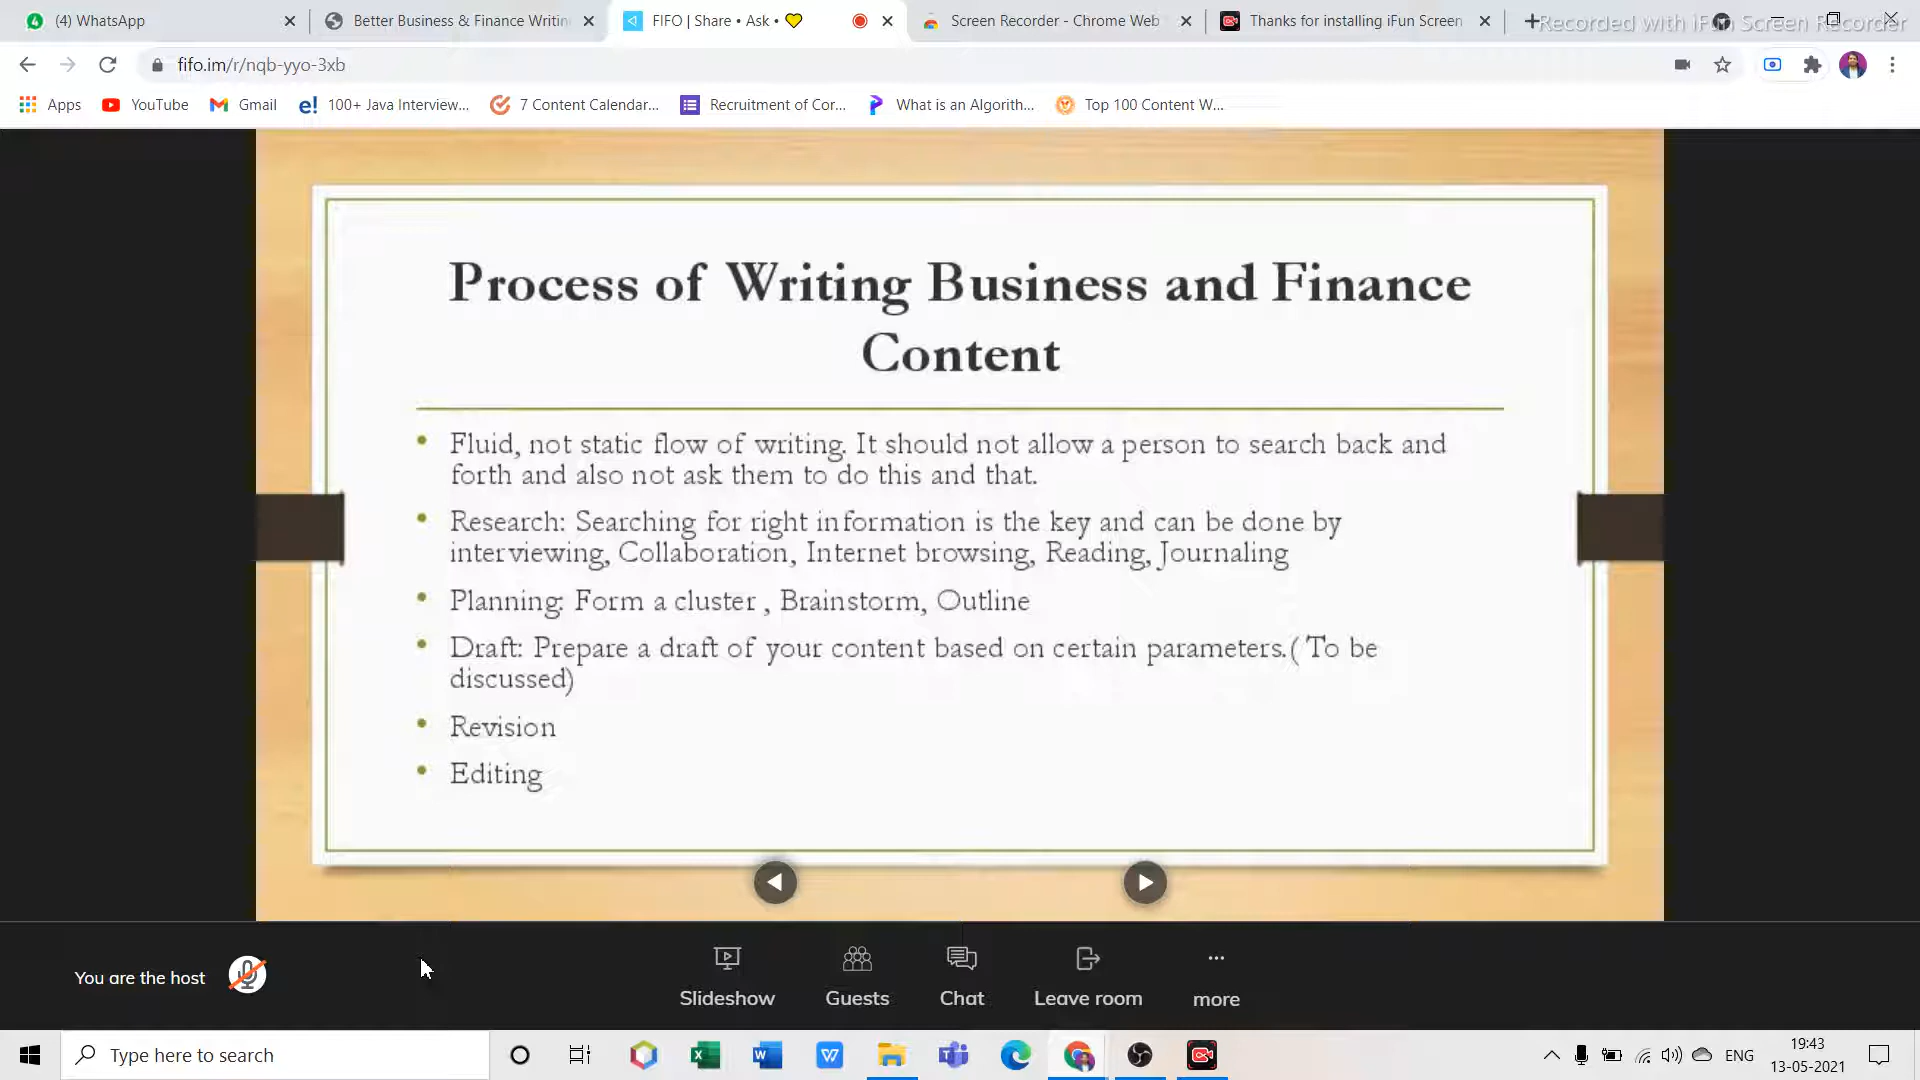 (4) WhatsApp
Better Business & Finance Writin
FIFO | Share • Ask • 💛
Screen Recorder - Chrome Web
Thanks for installing iFun Screen
Recorded with iFun Screen Recorder
fifo.im/r/nqb-yyo-3xb
Apps
YouTube
Gmail
100+ Java Interview...
7 Content Calendar...
Recruitment of Cor...
What is an Algorith...
Top 100 Content W...
Process of Writing Business and Finance
Content
• Fluid, not static flow of writing. It should not allow a person to search back and
forth and also not ask them to do this and that.
• Research: Searching for right information is the key and can be done by
interviewing, Collaboration, Internet browsing, Reading, Journaling
• Planning: Form a cluster , Brainstorm, Outline
• Draft: Prepare a draft of your content based on certain parameters.( To be
discussed)
• Revision
• Editing
You are the host
Slideshow
Guests
Chat
Leave room
more
Type here to search
ENG
19:43
13-05-2021